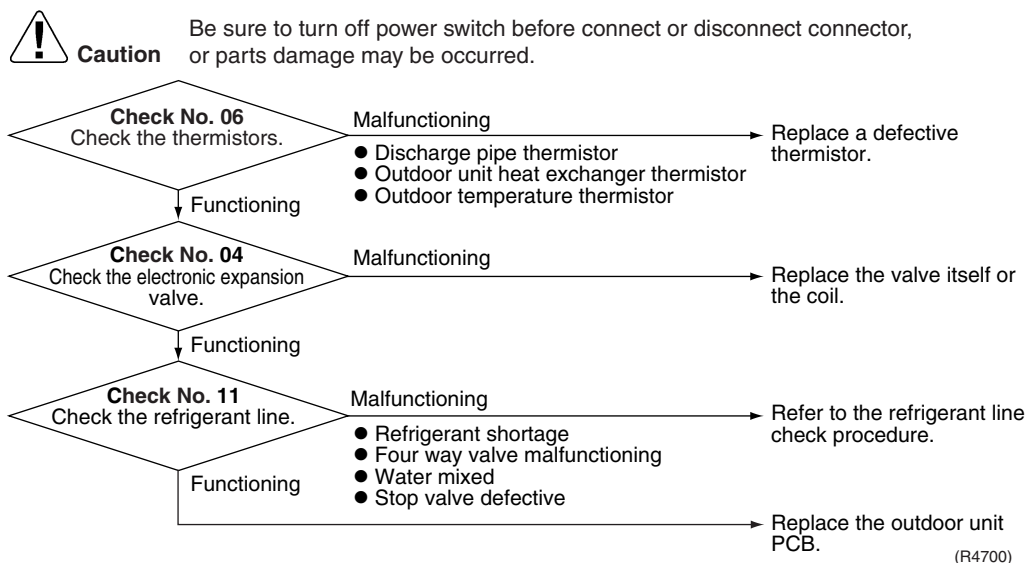 Be sure to turn off power switch before connect or disconnect connector,
Caution or parts damage may be occurred.
Check No. 06
Check the thermistors.
Malfunctioning
● Discharge pipe thermistor
● Outdoor unit heat exchanger thermistor
● Outdoor temperature thermistor
Replace a defective
thermistor.
Functioning
Check No. 04
Check the electronic expansion
valve.
Malfunctioning
Replace the valve itself or
the coil.
Functioning
Check No. 11
Check the refrigerant line.
Malfunctioning
● Refrigerant shortage
● Four way valve malfunctioning
● Water mixed
● Stop valve defective
Refer to the refrigerant line
check procedure.
Functioning
Replace the outdoor unit
PCB.
(R4700)